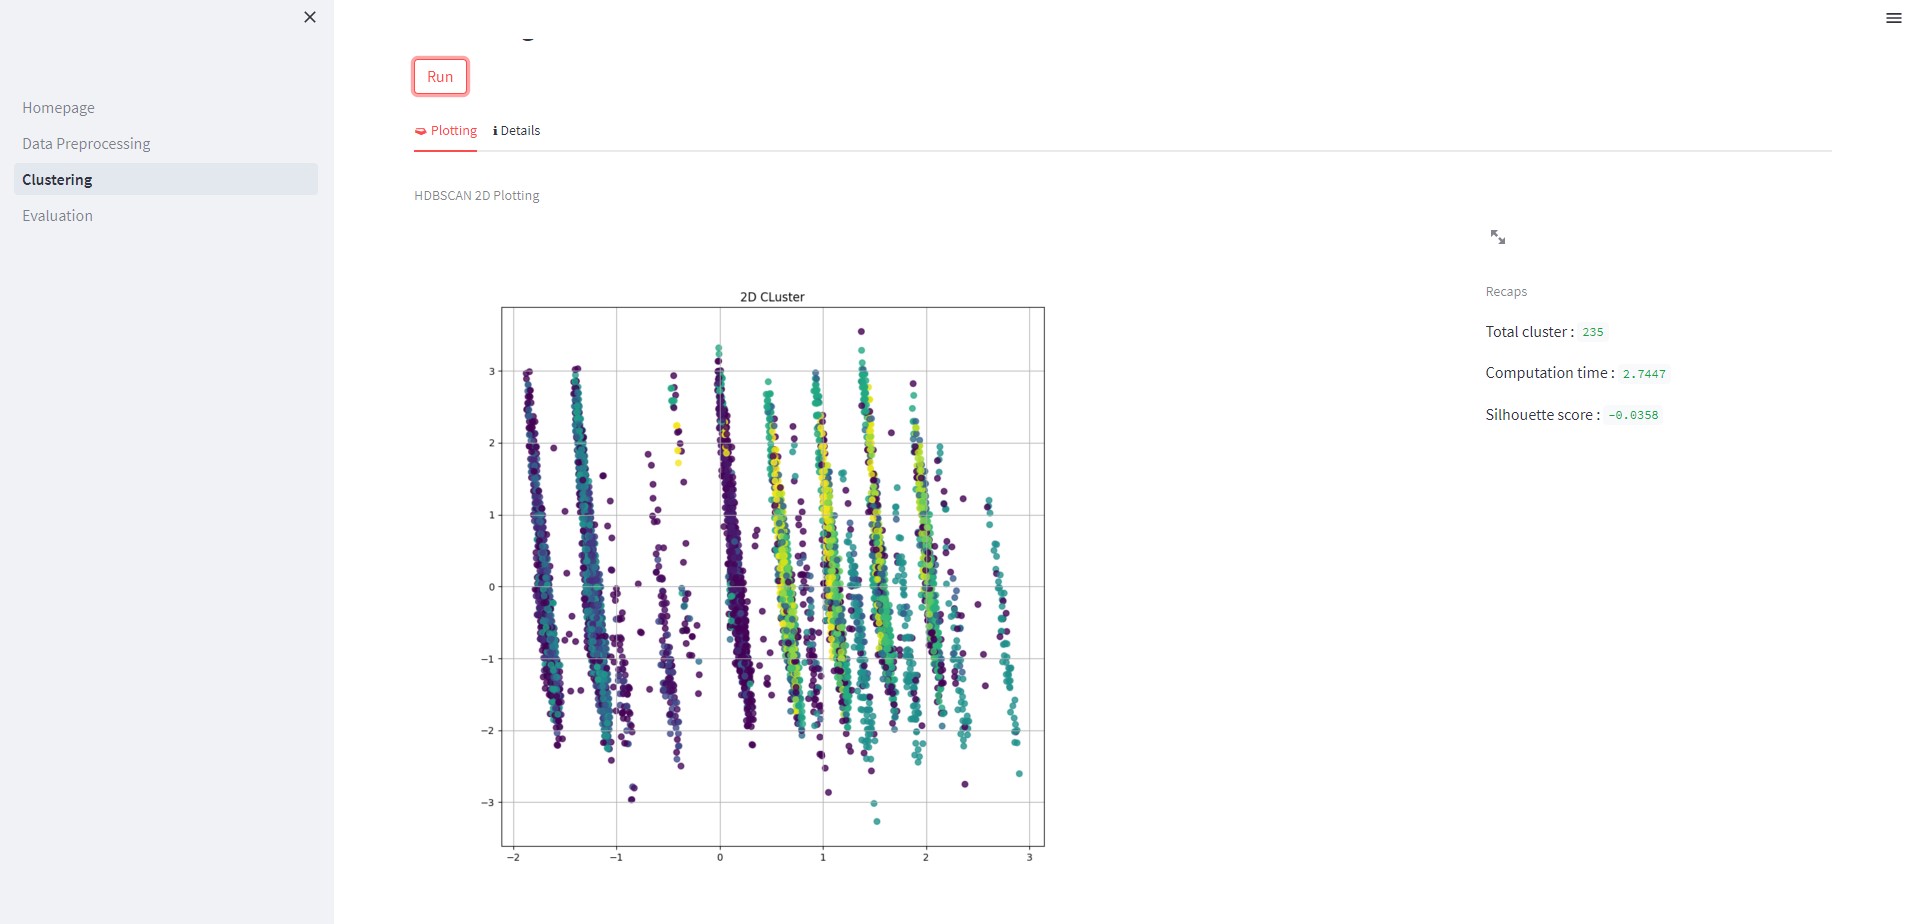 Run
Homepage
Data Preprocessing
Clustering
Evaluation
Plotting
Details
HDBSCAN 2D Plotting
2D CLuster
3
2
1
0
−1
−2
−3
−2 −1 0 1 2 3
Recaps
Total cluster : 235
Computation time : 2.7447
Silhouette score : -0.0358